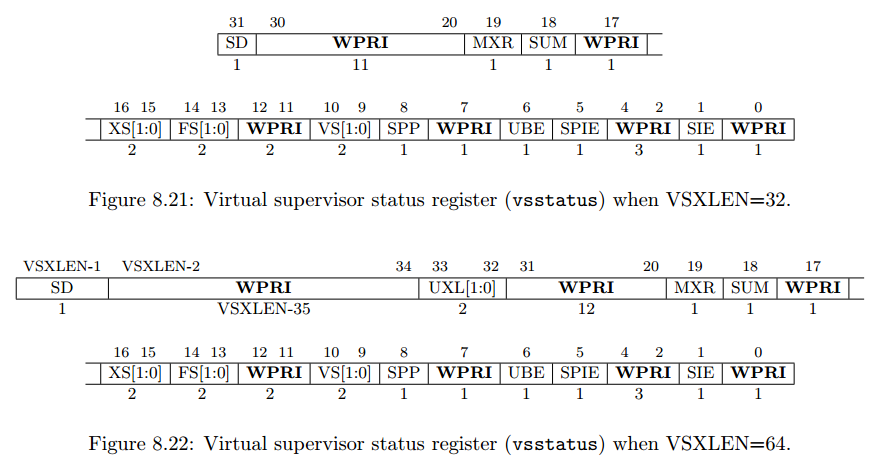 31 30 20 19 18 17
SD WPRI MXR SUM WPRI
1 11 1 1 1
16 15 14 13 12 11 10 9 8 7 6 5 4 2 1 0
XS[1:0] FS[1:0] WPRI VS[1:0] SPP WPRI UBE SPIE WPRI SIE WPRI
2 2 2 2 1 1 1 1 3 1 1
Figure 8.21: Virtual supervisor status register (vsstatus) when VSXLEN=32.
VSXLEN-1 VSXLEN-2 34 33 32 31 20 19 18 17
SD WPRI UXL[1:0] WPRI MXR SUM WPRI
1 VSXLEN-35 2 12 1 1 1
16 15 14 13 12 11 10 9 8 7 6 5 4 2 1 0
XS[1:0] FS[1:0] WPRI VS[1:0] SPP WPRI UBE SPIE WPRI SIE WPRI
2 2 2 2 1 1 1 1 3 1 1
Figure 8.22: Virtual supervisor status register (vsstatus) when VSXLEN=64.